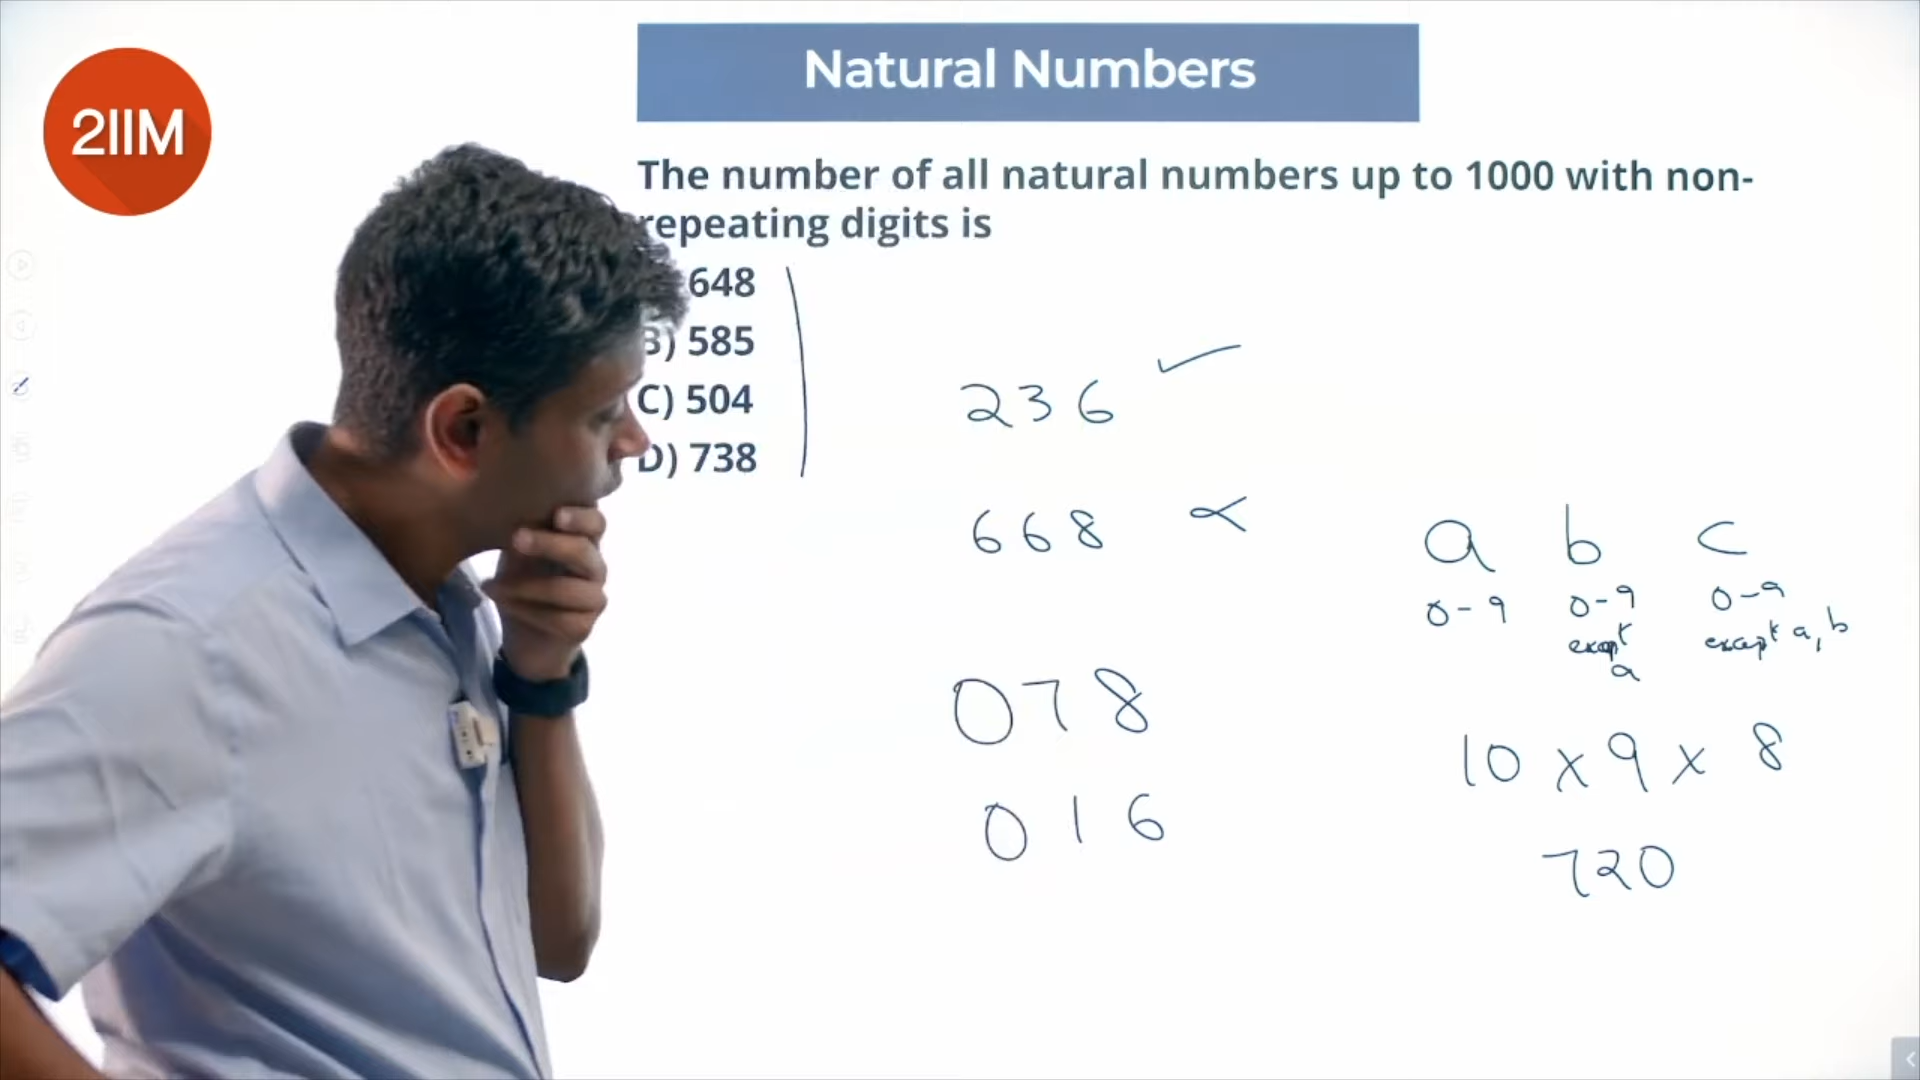 2IIM
Natural Numbers
The number of all natural numbers up to 1000 with non-
repeating digits is
648
B) 585
C) 504
D) 738
236
668
078
016
a b c
0-9 0-9 0-9
except except a, b
a
10 x 9 x 8
720